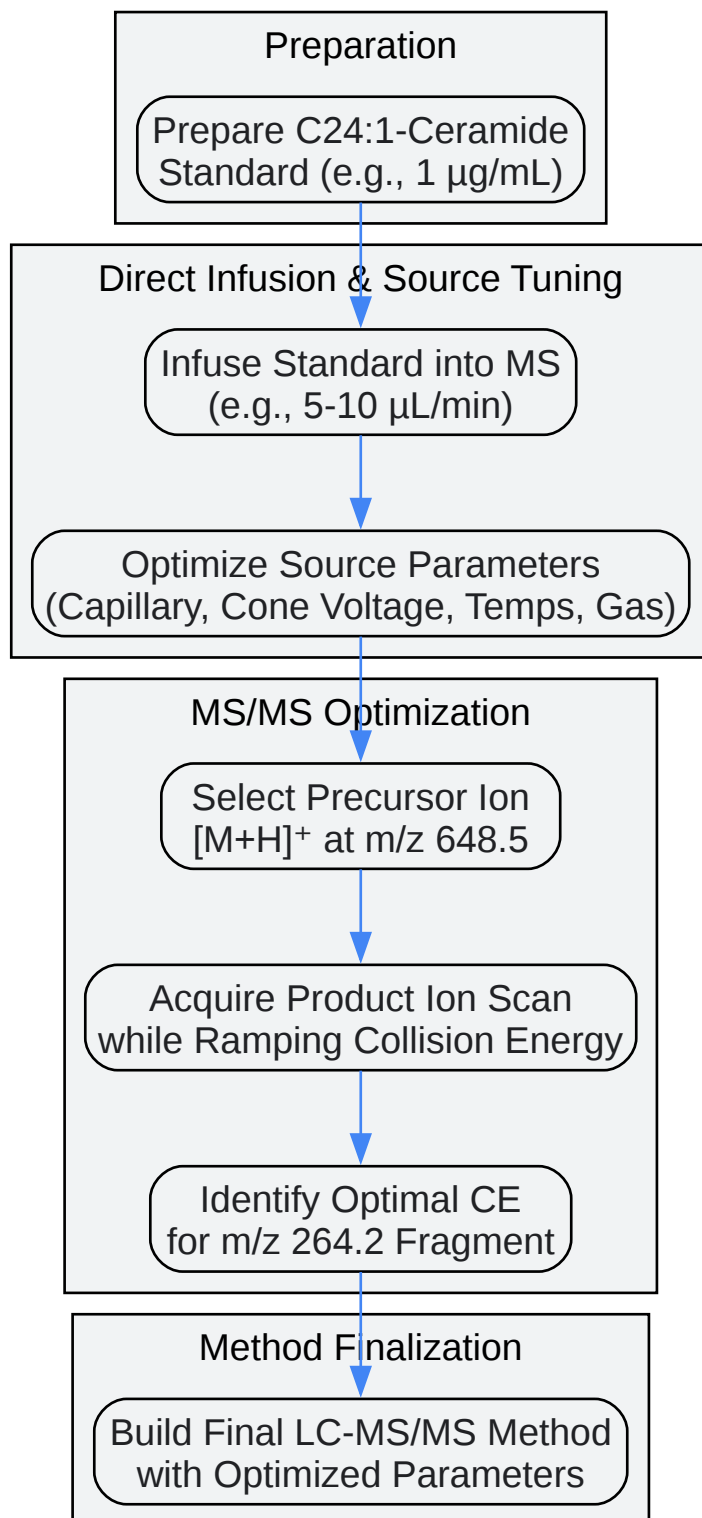 Preparation
Prepare C24:1-Ceramide
Standard (e.g., 1 µg/mL)
Direct Infusion & Source Tuning
Infuse Standard into MS
(e.g., 5-10 µL/min)
Optimize Source Parameters
(Capillary, Cone Voltage, Temps, Gas)
MS/MS Optimization
Select Precursor Ion
[M+H]⁺ at m/z 648.5
Acquire Product Ion Scan
while Ramping Collision Energy
Identify Optimal CE
for m/z 264.2 Fragment
Method Finalization
Build Final LC-MS/MS Method
with Optimized Parameters